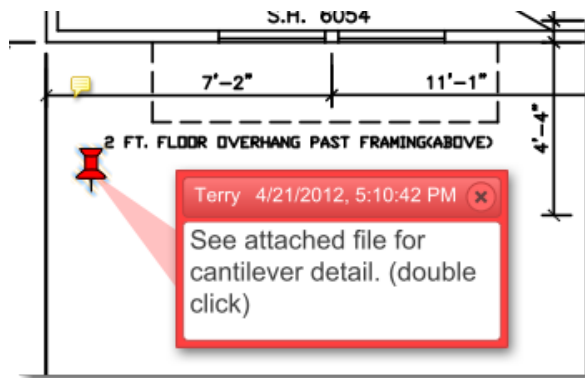 S.H. 6054
7'-2"
11'-1"
4'-4"
2 FT. FLOOR OVERHANG PAST FRAMING(ABOVE)
Terry 4/21/2012, 5:10:42 PM
See attached file for
cantilever detail. (double
click)